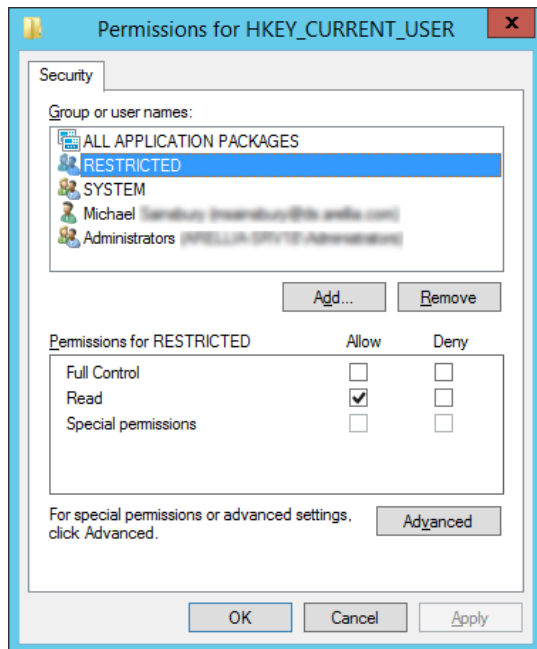 Permissions for HKEY_CURRENT_USER
x
Security
Group or user names:
ALL APPLICATION PACKAGES
RESTRICTED
SYSTEM
Michael
Administrators
Add... Remove
Permissions for RESTRICTED Allow Deny
Full Control
Read
Special permissions
For special permissions or advanced settings,
click Advanced.
Advanced
OK Cancel Apply